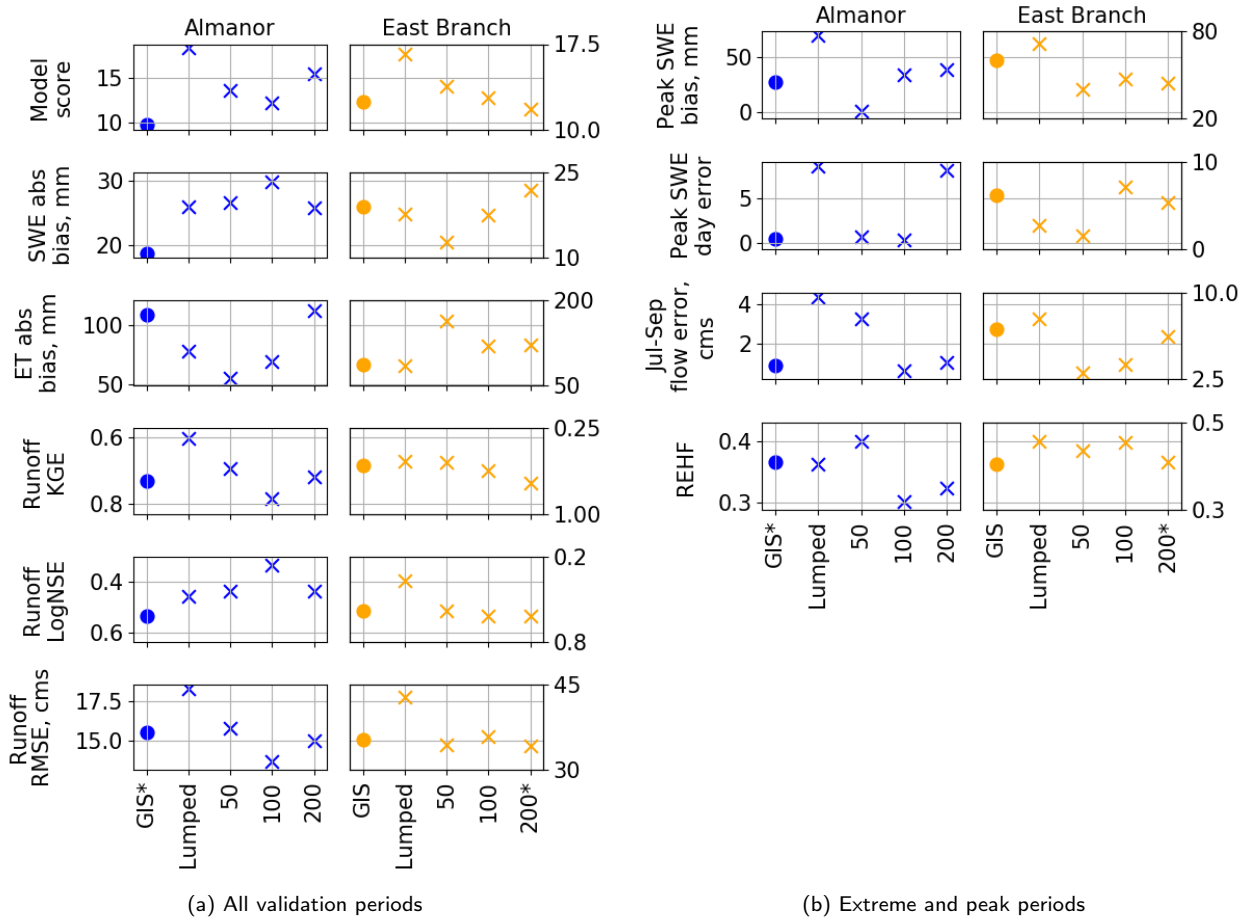 Almanor
East Branch
Model
score
15
10
17.5
10.0
SWE abs
bias, mm
30
20
25
10
ET abs
bias, mm
100
50
200
50
Runoff
KGE
0.6
0.8
0.25
1.00
Runoff
LogNSE
0.4
0.6
0.2
0.8
Runoff
RMSE, cms
17.5
15.0
45
30
GIS*
Lumped
50
100
200
GIS
Lumped
50
100
200*
(a) All validation periods
Almanor
East Branch
Peak SWE
bias, mm
50
0
80
20
Peak SWE
day error
5
0
10
0
Jul-Sep
flow error,
cms
4
2
10.0
2.5
REHF
0.4
0.3
0.5
0.3
GIS*
Lumped
50
100
200
GIS
Lumped
50
100
200*
(b) Extreme and peak periods